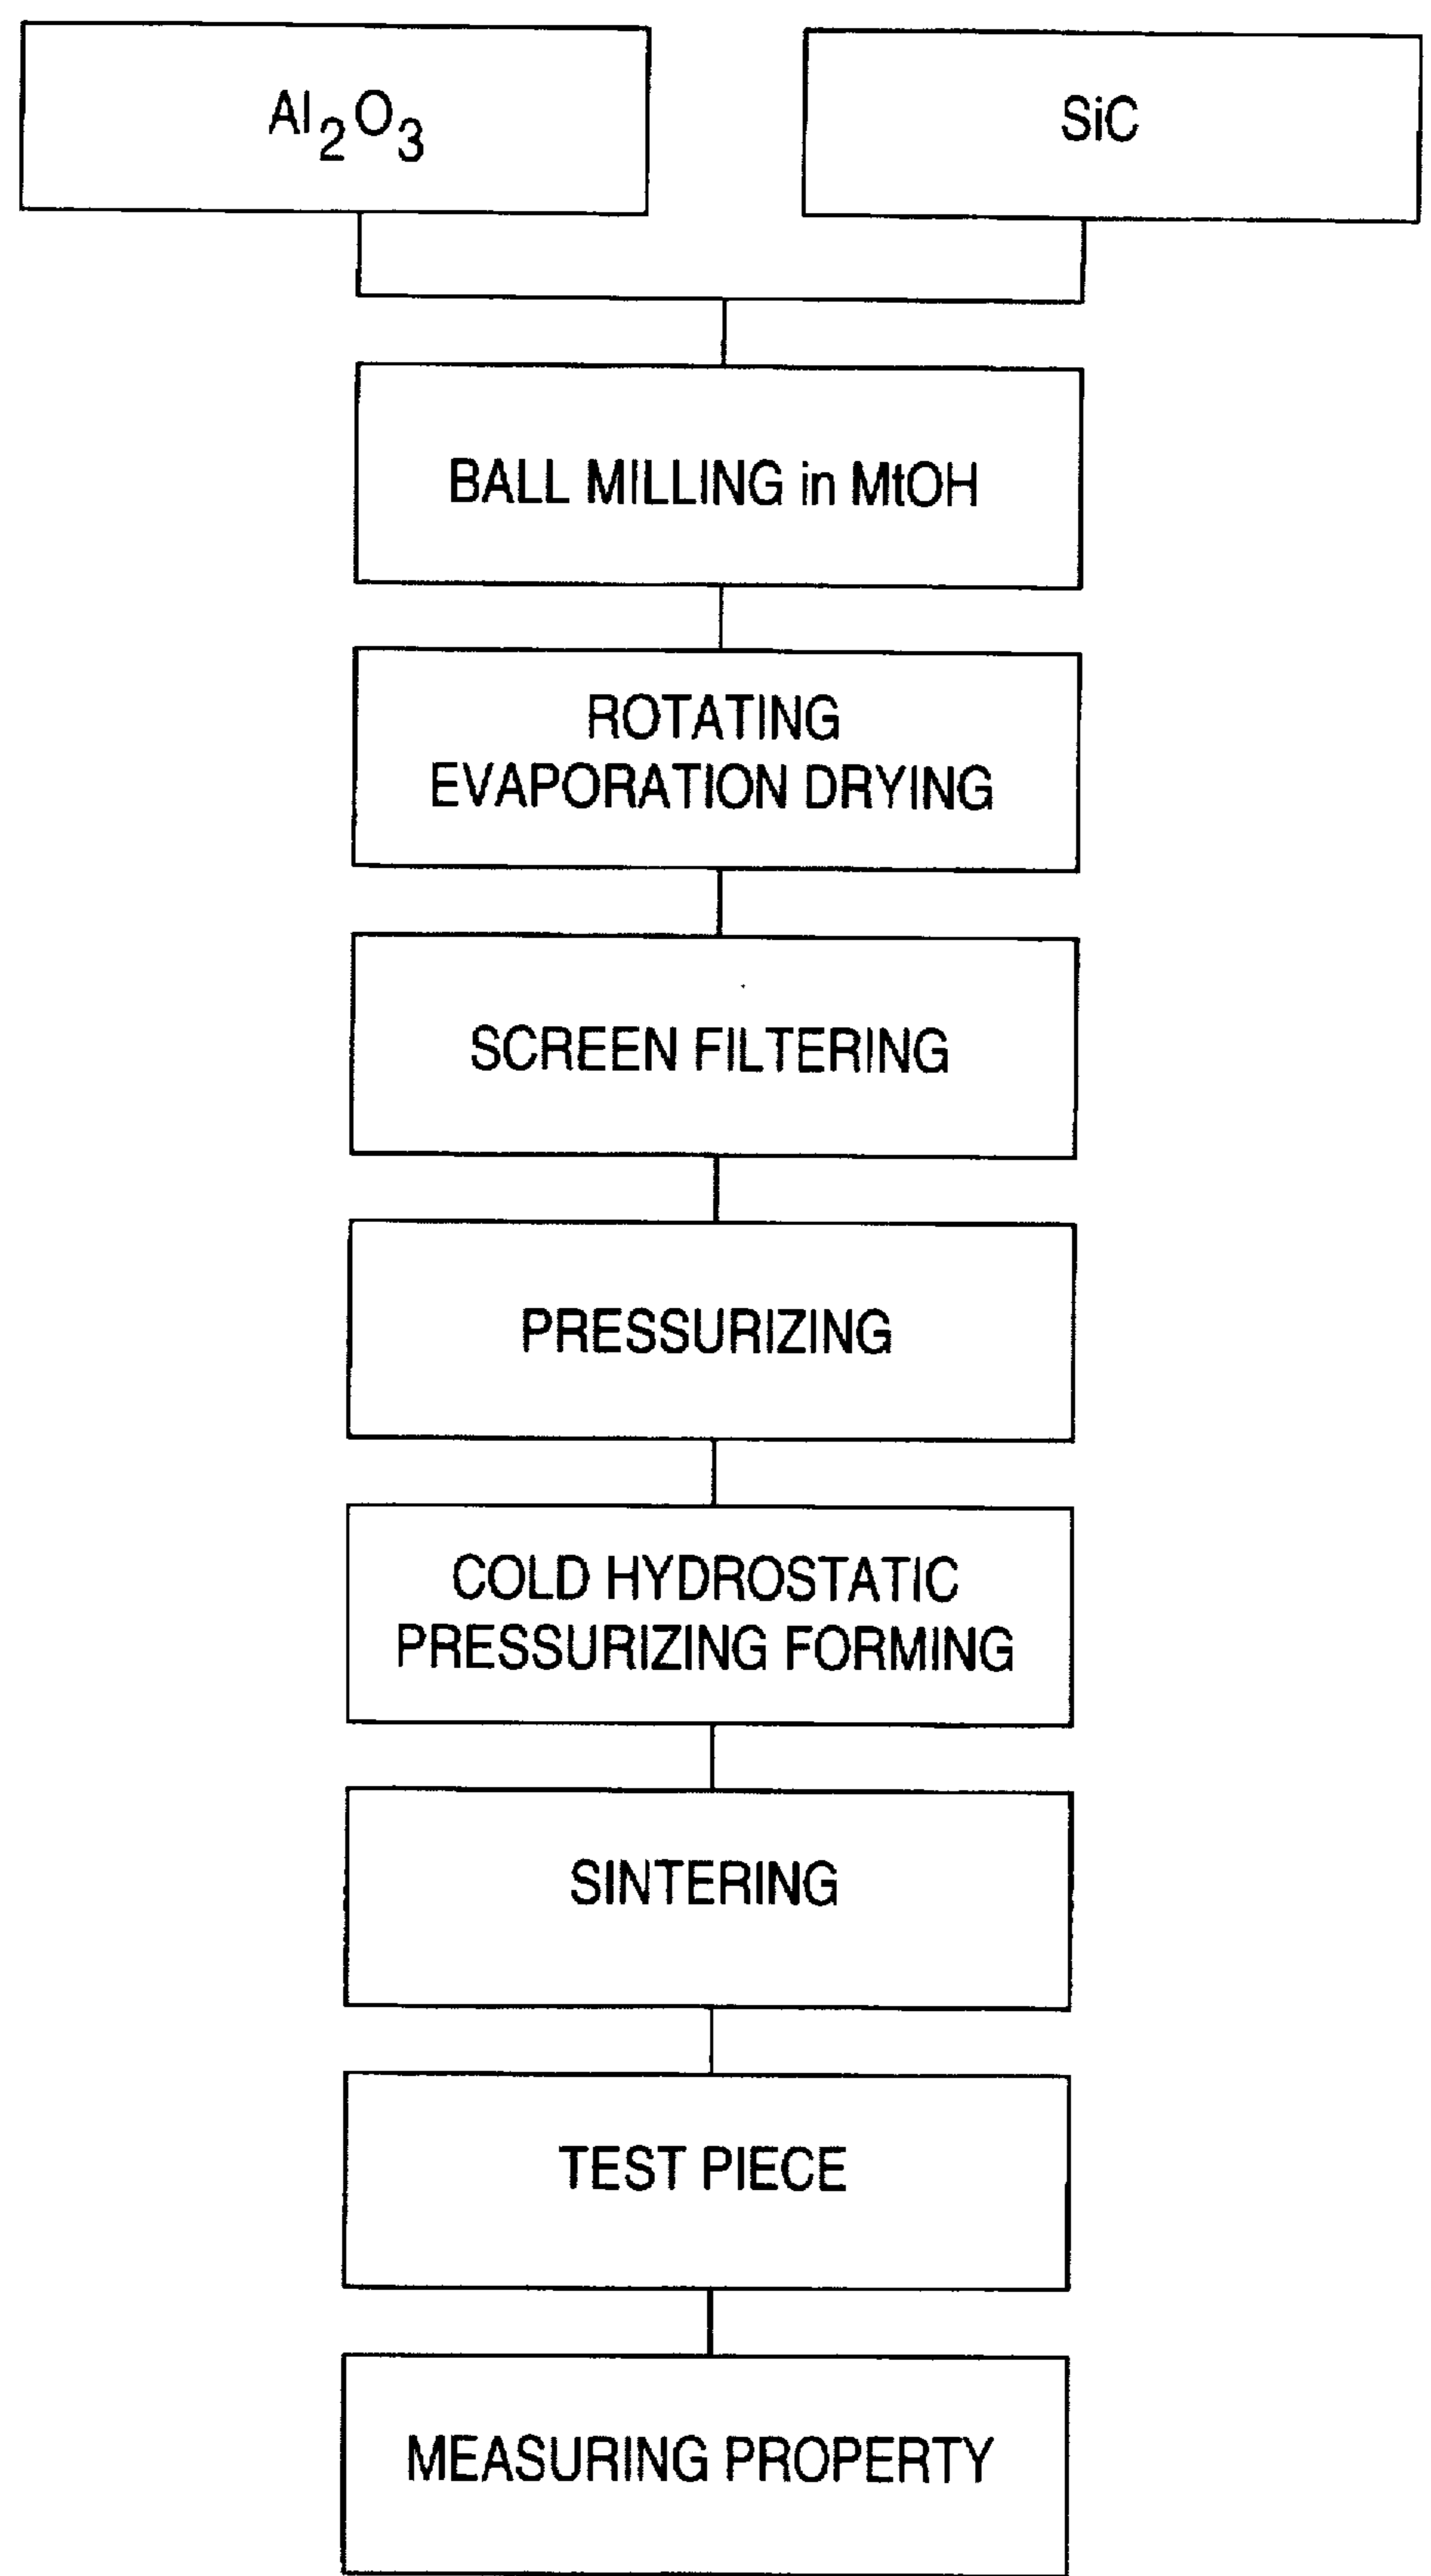 Al2O3
SiC
BALL MILLING in MtOH
ROTATING
EVAPORATION DRYING
SCREEN FILTERING
PRESSURIZING
COLD HYDROSTATIC
PRESSURIZING FORMING
SINTERING
TEST PIECE
MEASURING PROPERTY